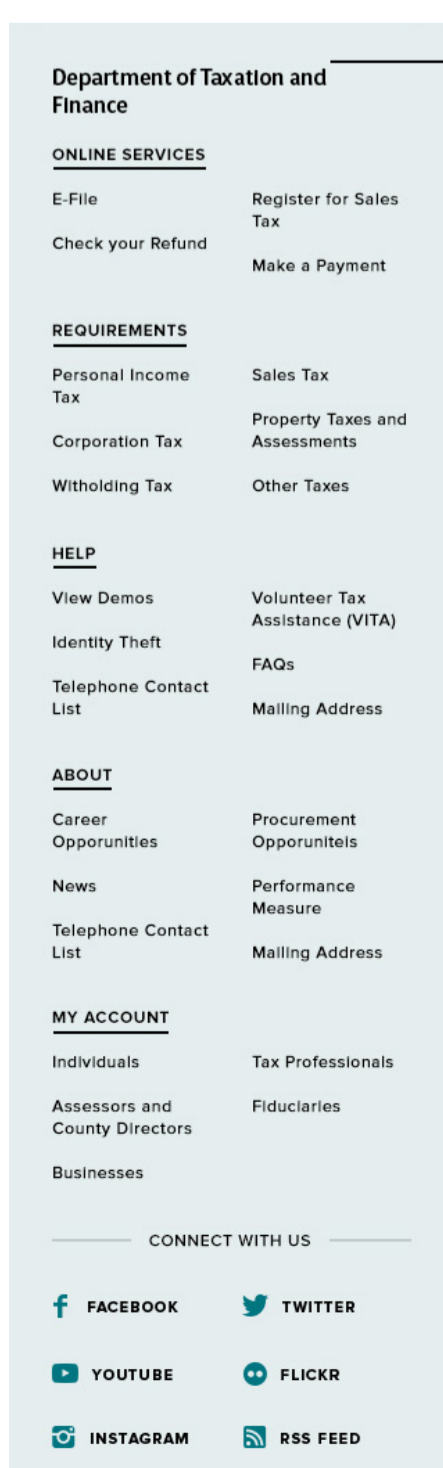 Department of Taxation and
Finance
ONLINE SERVICES
E-File
Check your Refund
Register for Sales
Tax
Make a Payment
REQUIREMENTS
Personal Income
Tax
Corporation Tax
Witholding Tax
Sales Tax
Property Taxes and
Assessments
Other Taxes
HELP
View Demos
Identity Theft
Telephone Contact
List
Volunteer Tax
Assistance (VITA)
FAQs
Mailing Address
ABOUT
Career
Opporunities
News
Telephone Contact
List
Procurement
Opporuniteis
Performance
Measure
Mailing Address
MY ACCOUNT
Individuals
Assessors and
County Directors
Businesses
Tax Professionals
Fiduciaries
CONNECT WITH US
FACEBOOK
TWITTER
YOUTUBE
FLICKR
INSTAGRAM
RSS FEED